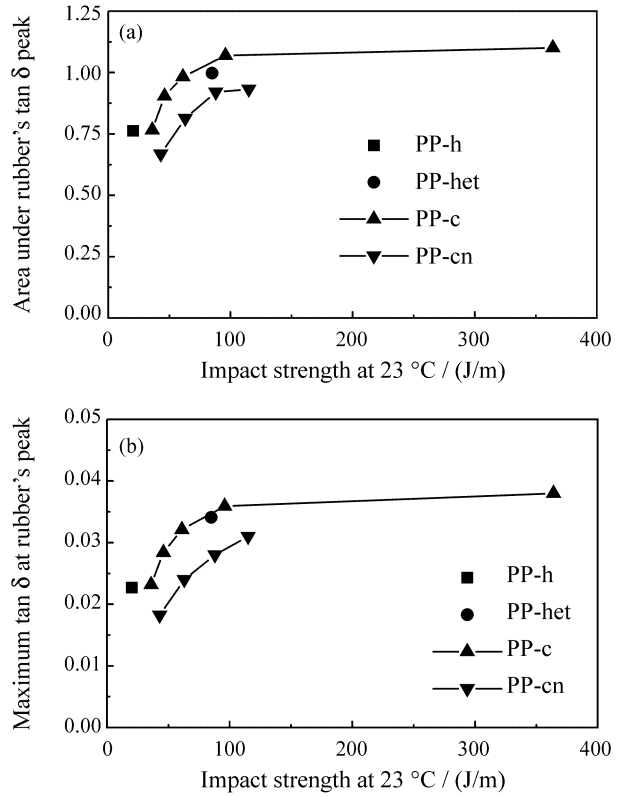 (a)
Area under rubber's tan δ peak
1.25
1.00
0.75
0.50
0.25
0.00
PP-h
PP-het
PP-c
PP-cn
0 100 200 300 400
Impact strength at 23 °C / (J/m)
(b)
Maximum tan δ at rubber's peak
0.05
0.04
0.03
0.02
0.01
0.00
PP-h
PP-het
PP-c
PP-cn
0 100 200 300 400
Impact strength at 23 °C / (J/m)